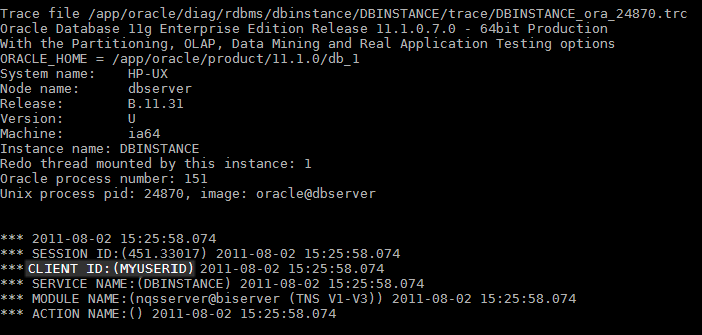 Trace file /app/oracle/diag/rdbms/dbinstance/DBINSTANCE/trace/DBINSTANCE_ora_24870.trc
Oracle Database 11g Enterprise Edition Release 11.1.0.7.0 - 64bit Production
With the Partitioning, OLAP, Data Mining and Real Application Testing options
ORACLE_HOME = /app/oracle/product/11.1.0/db_1
System name:    HP-UX
Node name:      dbserver
Release:        B.11.31
Version:        U
Machine:        ia64
Instance name: DBINSTANCE
Redo thread mounted by this instance: 1
Oracle process number: 151
Unix process pid: 24870, image: oracle@dbserver
*** 2011-08-02 15:25:58.074
*** SESSION ID:(451.33017) 2011-08-02 15:25:58.074
*** CLIENT ID:(MYUSERID) 2011-08-02 15:25:58.074
*** SERVICE NAME:(DBINSTANCE) 2011-08-02 15:25:58.074
*** MODULE NAME:(nqsserver@biserver (TNS V1-V3)) 2011-08-02 15:25:58.074
*** ACTION NAME:() 2011-08-02 15:25:58.074